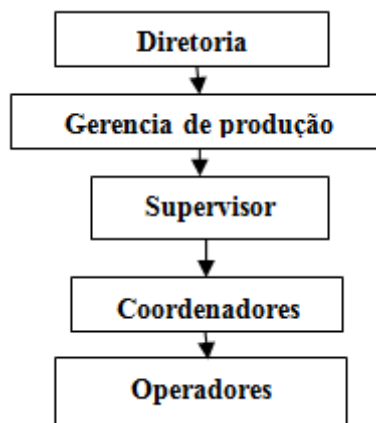 Diretoria
Gerencia de produção
Supervisor
Coordenadores
Operadores